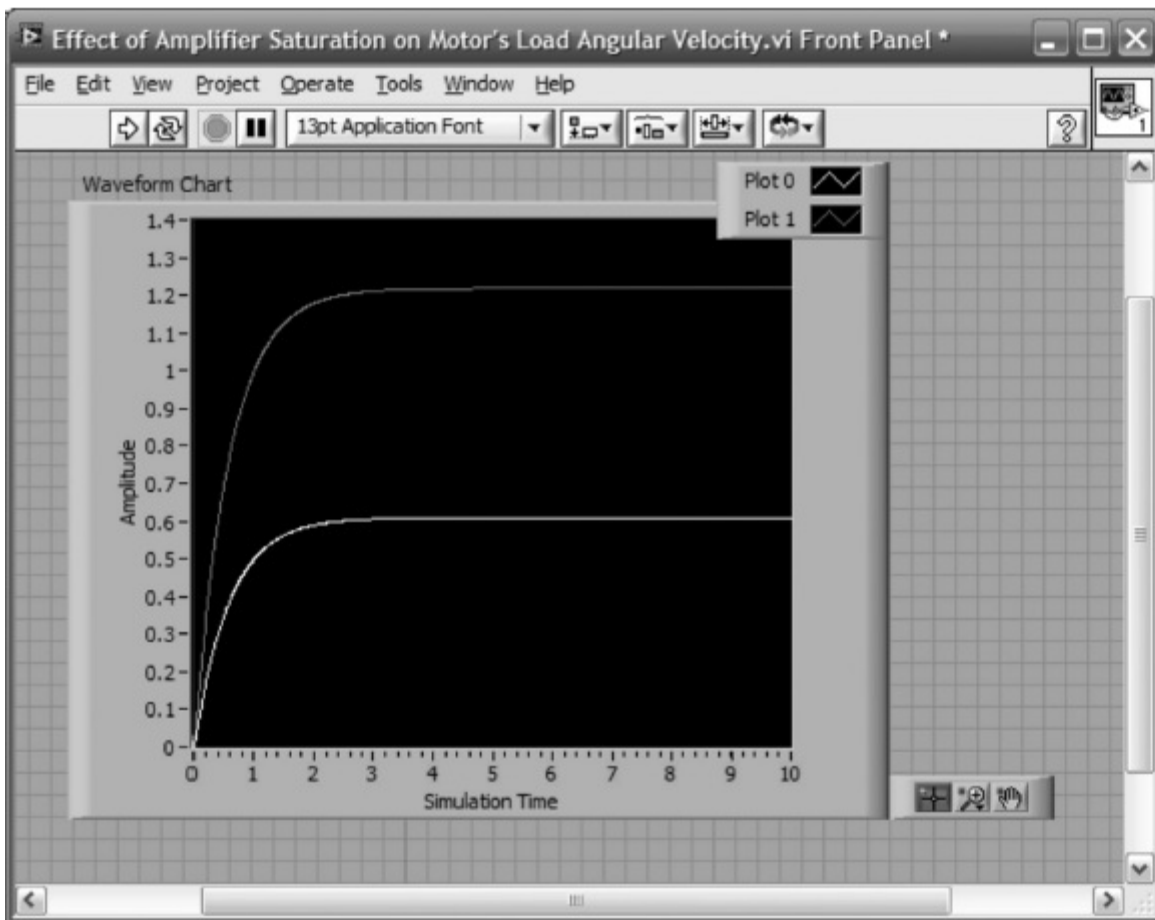 Effect of Amplifier Saturation on Motor's Load Angular Velocity.vi Front Panel *
File Edit View Project Operate Tools Window Help
13pt Application Font
1
Waveform Chart
Plot 0
Plot 1
1.4
1.3
1.2
1.1
1
0.9
0.8
0.7
0.6
0.5
0.4
0.3
0.2
0.1
0
Amplitude
0 1 2 3 4 5 6 7 8 9 10
Simulation Time